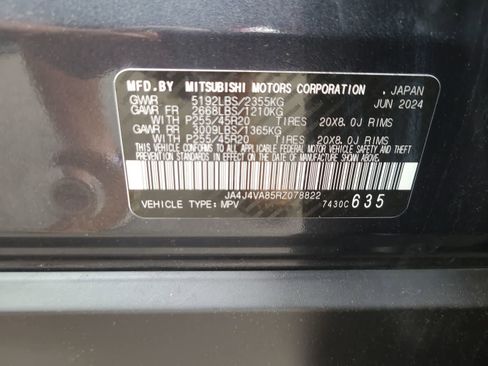 MFD.BY MITSUBISHI MOTORS CORPORATION , JAPAN
GVWR 5192LBS/2355KG JUN 2024
GAWR FR 2668LBS/1210KG
WITH P255/45R20 TIRES 20X8.0J RIMS
GAWR RR 3009LBS/1365KG
WITH P255/45R20 TIRES 20X8.0J RIMS
THIS VEHICLE CONFORMS TO ALL APPLICABLE FEDERAL MOTOR VEHICLE
SAFETY AND BUMPER STANDARDS IN EFFECT ON THE DATE OF MANUFACTURE SHOWN ABOVE.
JA4J4VA85RZ078822
VEHICLE TYPE: MPV 7430C 635